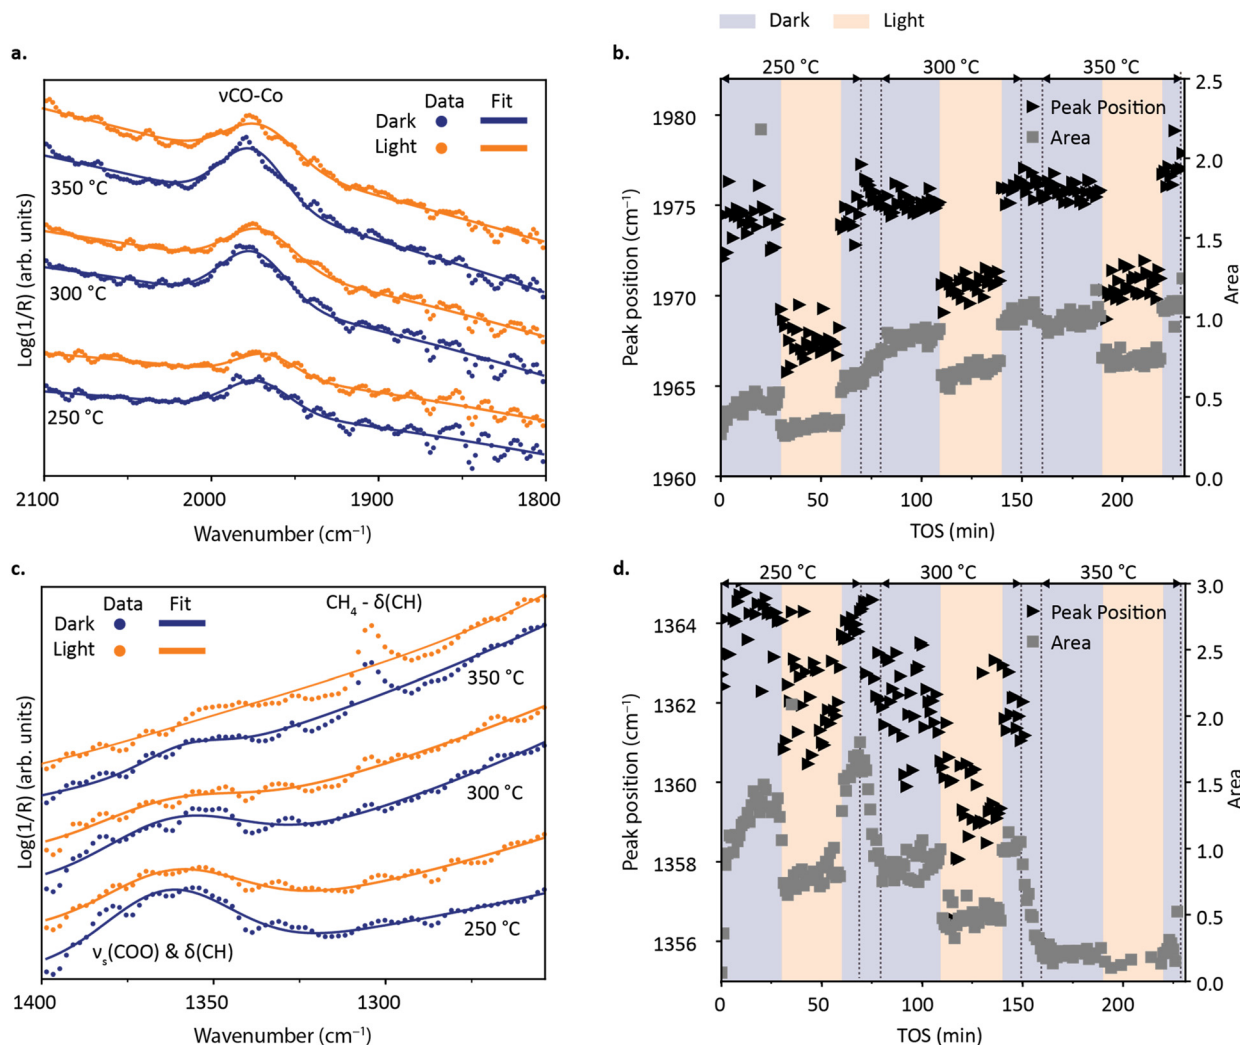 Dark Light
a.
νCO-Co
Data Fit
Dark
Light
350 °C
300 °C
250 °C
Log(1/R) (arb. units)
2100 2000 1900 1800
Wavenumber (cm⁻¹)
b.
250 °C 300 °C 350 °C
Peak Position
Area
1980
1975
1970
1965
1960
Peak position (cm⁻¹)
2.5
2.0
1.5
1.0
0.5
0.0
Area
0 50 100 150 200
TOS (min)
c.
Data Fit
Dark
Light
CH₄ - δ(CH)
350 °C
300 °C
250 °C
νₛ(COO) & δ(CH)
Log(1/R) (arb. units)
1400 1350 1300
Wavenumber (cm⁻¹)
d.
250 °C 300 °C 350 °C
Peak Position
Area
1364
1362
1360
1358
1356
Peak position (cm⁻¹)
3.0
2.5
2.0
1.5
1.0
0.5
0.0
Area
0 50 100 150 200
TOS (min)